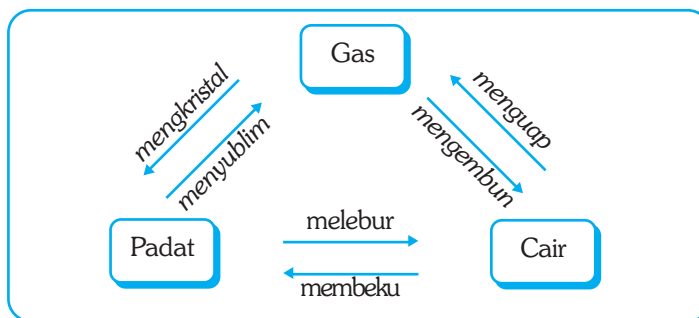 Gas
mengkristal
menyublim
menguap
mengembun
Padat
melebur
Cair
membeku